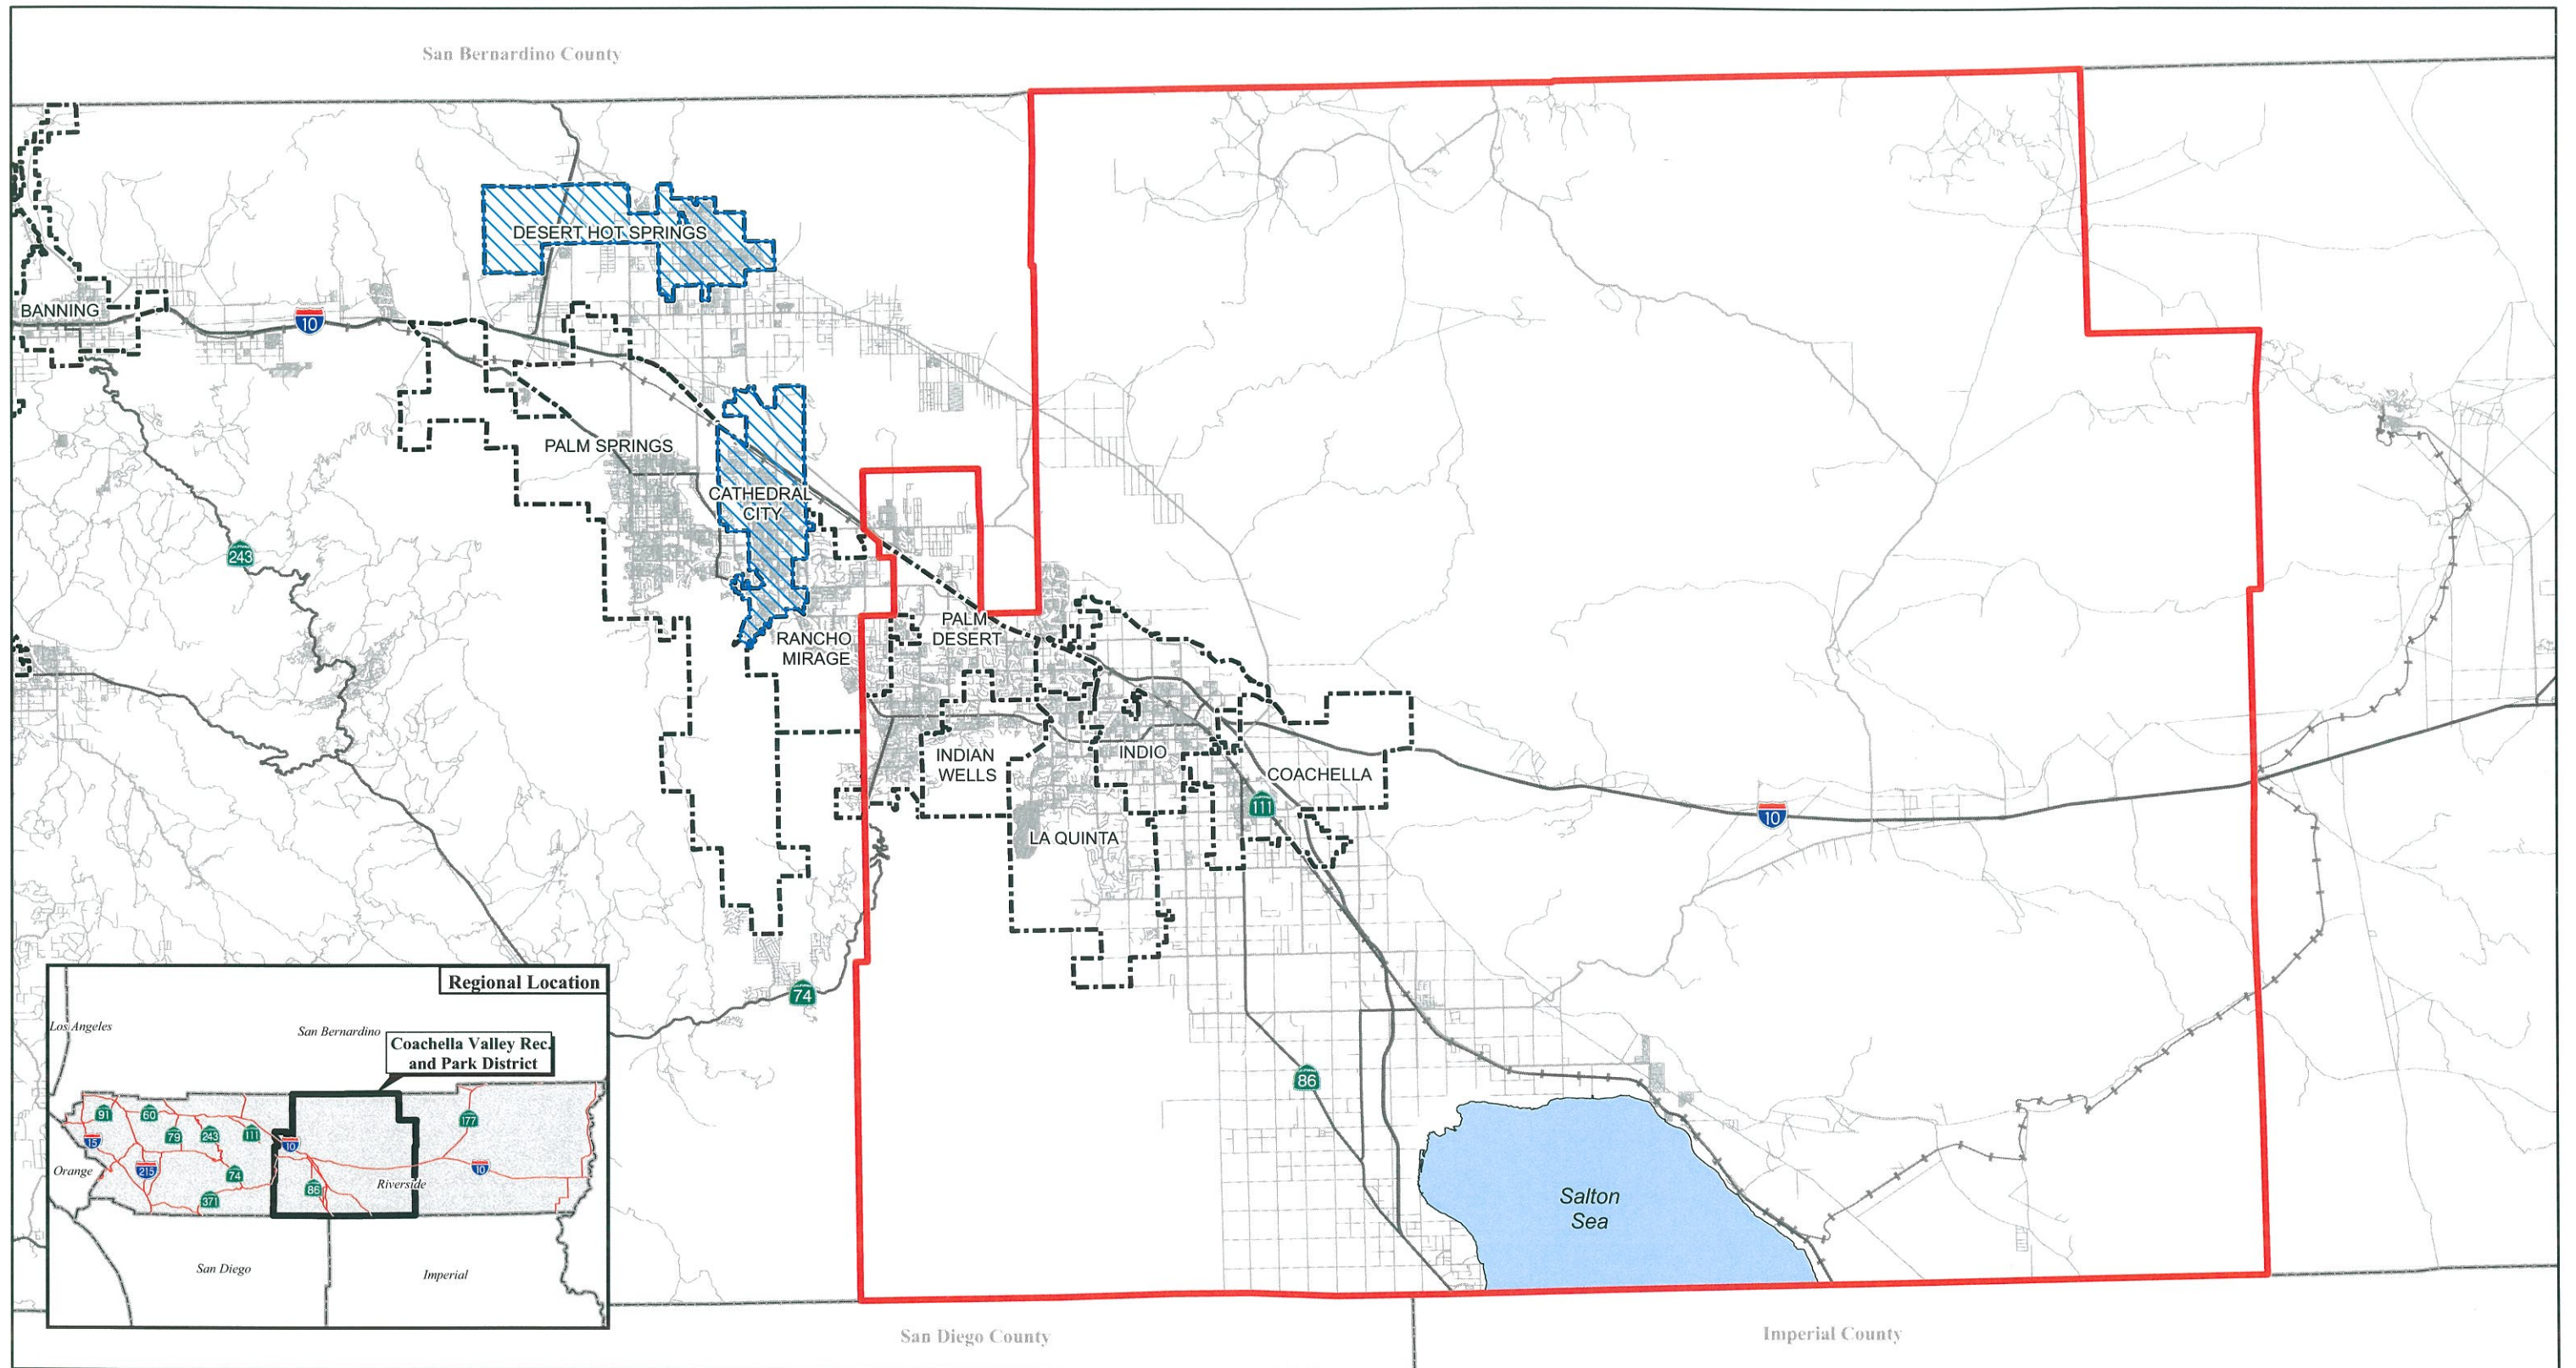 San Bernardino County
DESERT HOT SPRINGS
BANNING
10
PALM SPRINGS
CATHEDRAL
CITY
243
PALM
DESERT
RANCHO
MIRAGE
INDIAN
WELLS
INDIO
COACHELLA
111
10
LA QUINTA
74
86
Salton
Sea
Regional Location
Los Angeles
San Bernardino
Coachella Valley Rec.
and Park District
91
60
177
79
243
111
15
10
215
10
Orange
74
Riverside
86
371
San Diego
Imperial
San Diego County
Imperial County